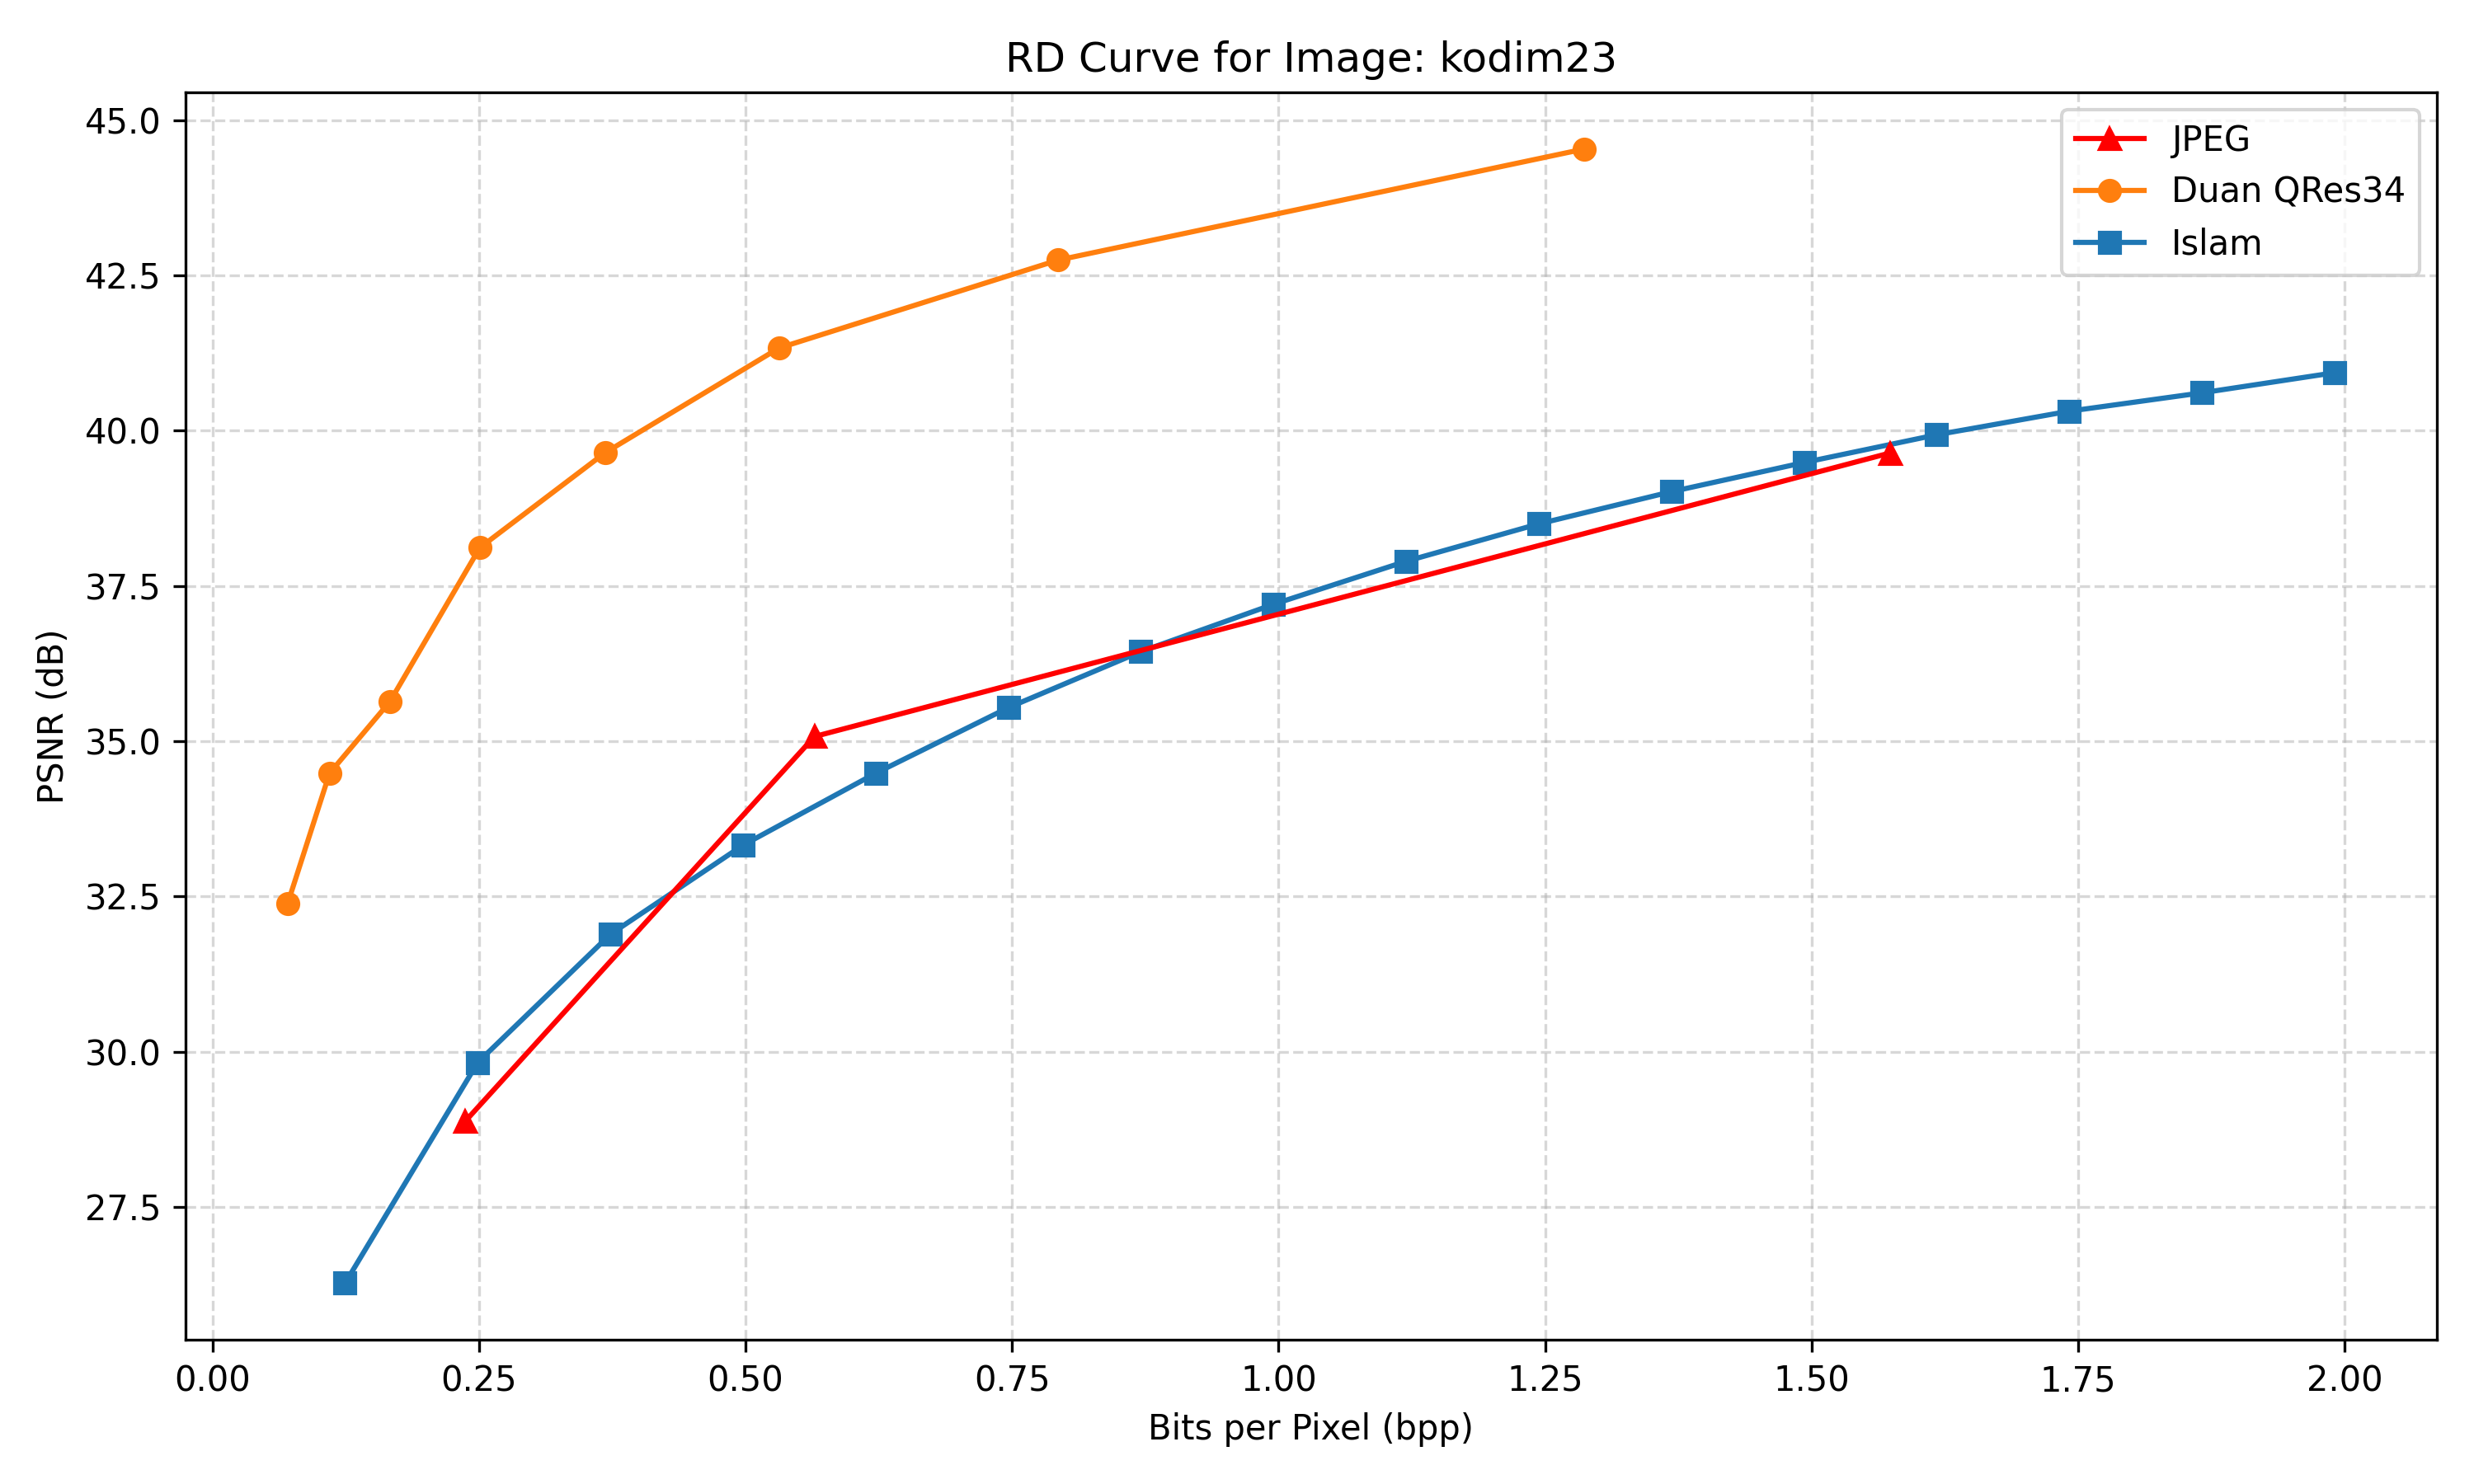 RD Curve for Image: kodim23
45.0
42.5
40.0
37.5
35.0
32.5
30.0
27.5
PSNR (dB)
JPEG
Duan QRes34
Islam
0.00 0.25 0.50 0.75 1.00 1.25 1.50 1.75 2.00
Bits per Pixel (bpp)